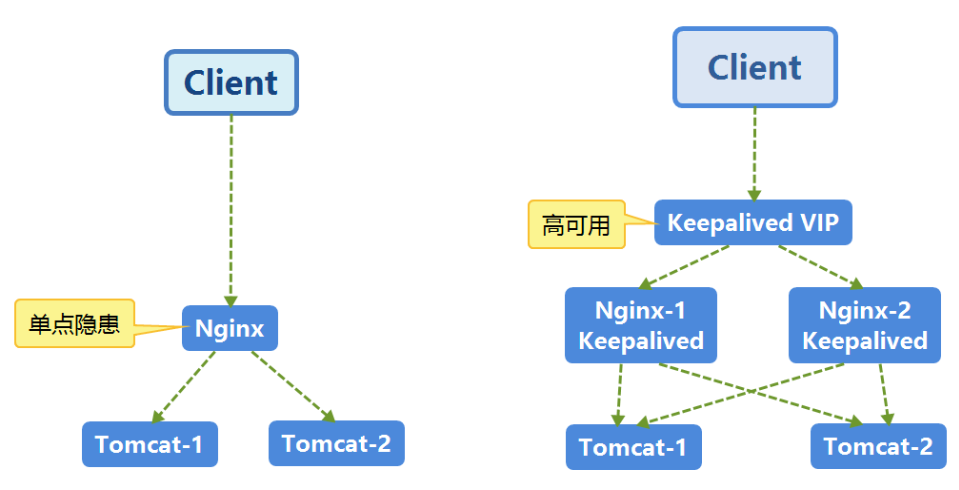 Client
单点隐患
Nginx
Tomcat-1
Tomcat-2
Client
高可用
Keepalived VIP
Nginx-1
Keepalived
Nginx-2
Keepalived
Tomcat-1
Tomcat-2